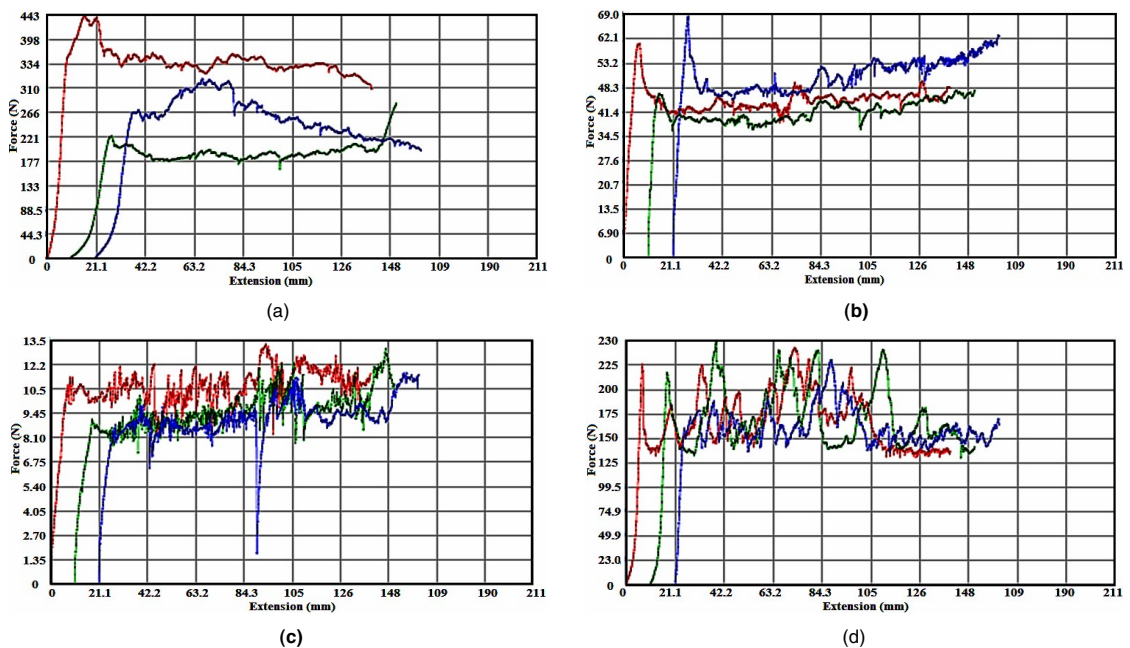 443
398
334
310
266
221
177
133
88.5
44.3
0
Force (N)
0 21.1 42.2 63.2 84.3 105 126 148 169 190 211
Extension (mm)
(a)
69.0
62.1
53.2
48.3
41.4
34.5
27.6
20.7
13.5
6.90
0
Force (N)
0 21.1 42.2 63.2 84.3 105 126 148 109 190 211
Extension (mm)
(b)
13.5
12.2
10.5
9.45
8.10
6.75
5.40
4.05
2.70
1.35
0
Force (N)
0 21.1 42.2 63.2 84.3 105 126 148 169 190 211
Extension (mm)
(c)
230
225
200
175
150
125
99.5
74.9
49.9
23.0
0
Force (N)
0 21.1 42.2 63.2 84.3 105 126 148 109 190 211
Extension (mm)
(d)